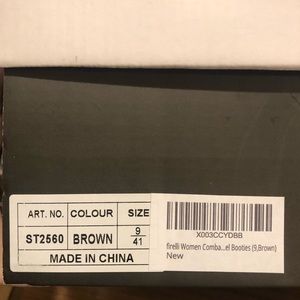 ART. NO. COLOUR SIZE
ST2560 BROWN 9
41
MADE IN CHINA
X003CCYDBB
firelli Women Comba...el Booties (9,Brown)
New